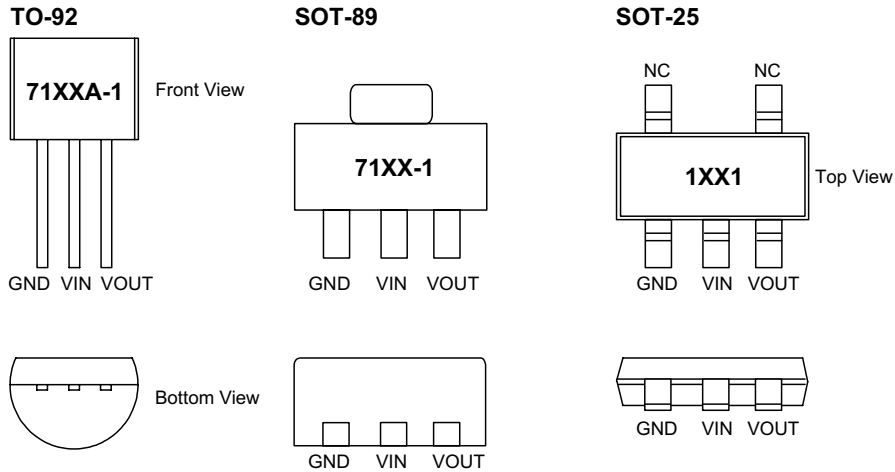 TO-92
SOT-89
SOT-25
NC NC
71XXA-1
Front View
71XX-1
1XX1
Top View
GND VIN VOUT
GND VIN VOUT
GND VIN VOUT
Bottom View
GND VIN VOUT
GND VIN VOUT